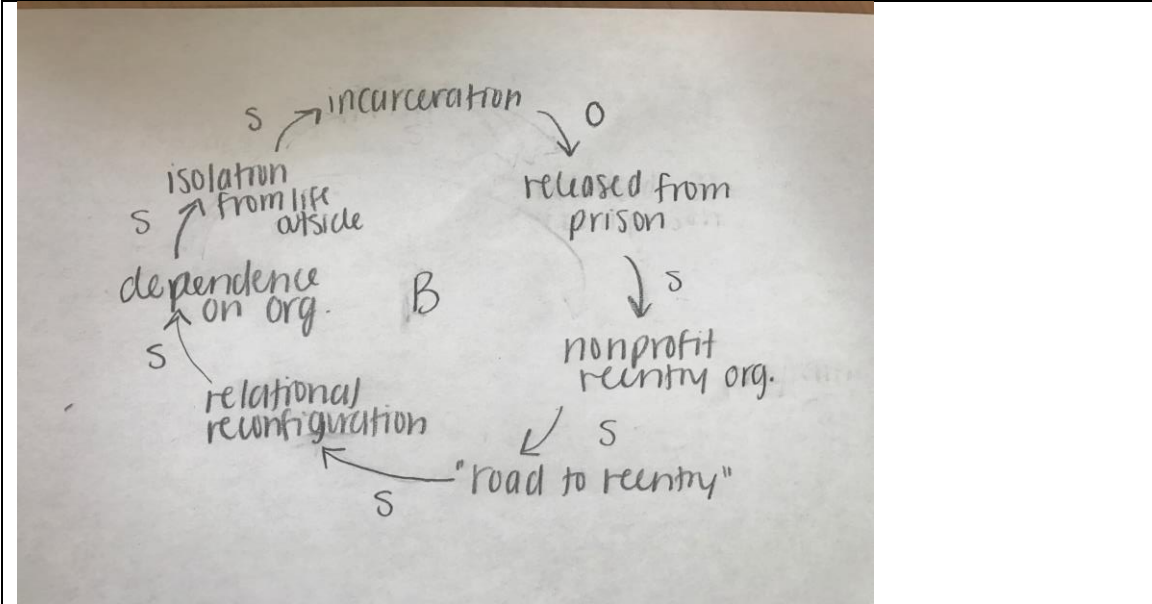 S
incarceration
O
isolation
from life
outside
S
released from
prison
S
dependence
on org.
B
S
nonprofit
reentry org.
S
relational
reconfiguration
"road to reentry"
S